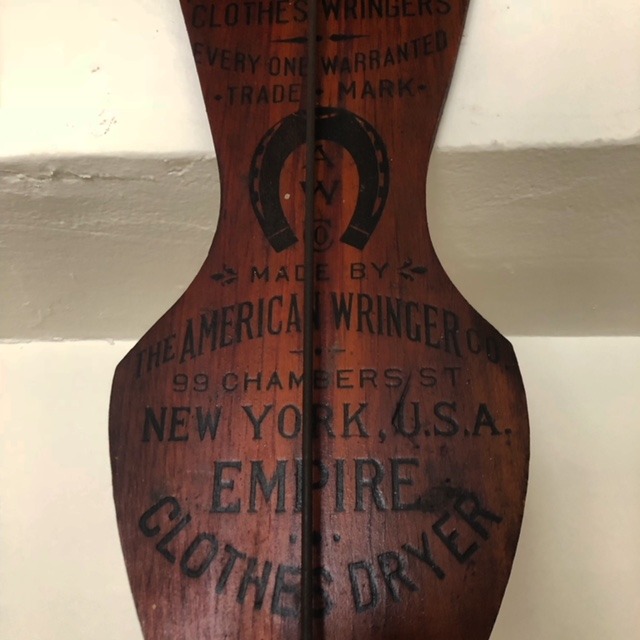 CLOTHES WRINGERS
EVERY ONE WARRANTED
-TRADE MARK-
A
W
C
MADE BY
THE AMERICAN WRINGER CO.
99 CHAMBERS ST
NEW YORK, U.S.A.
EMPIRE
CLOTHES DRYER